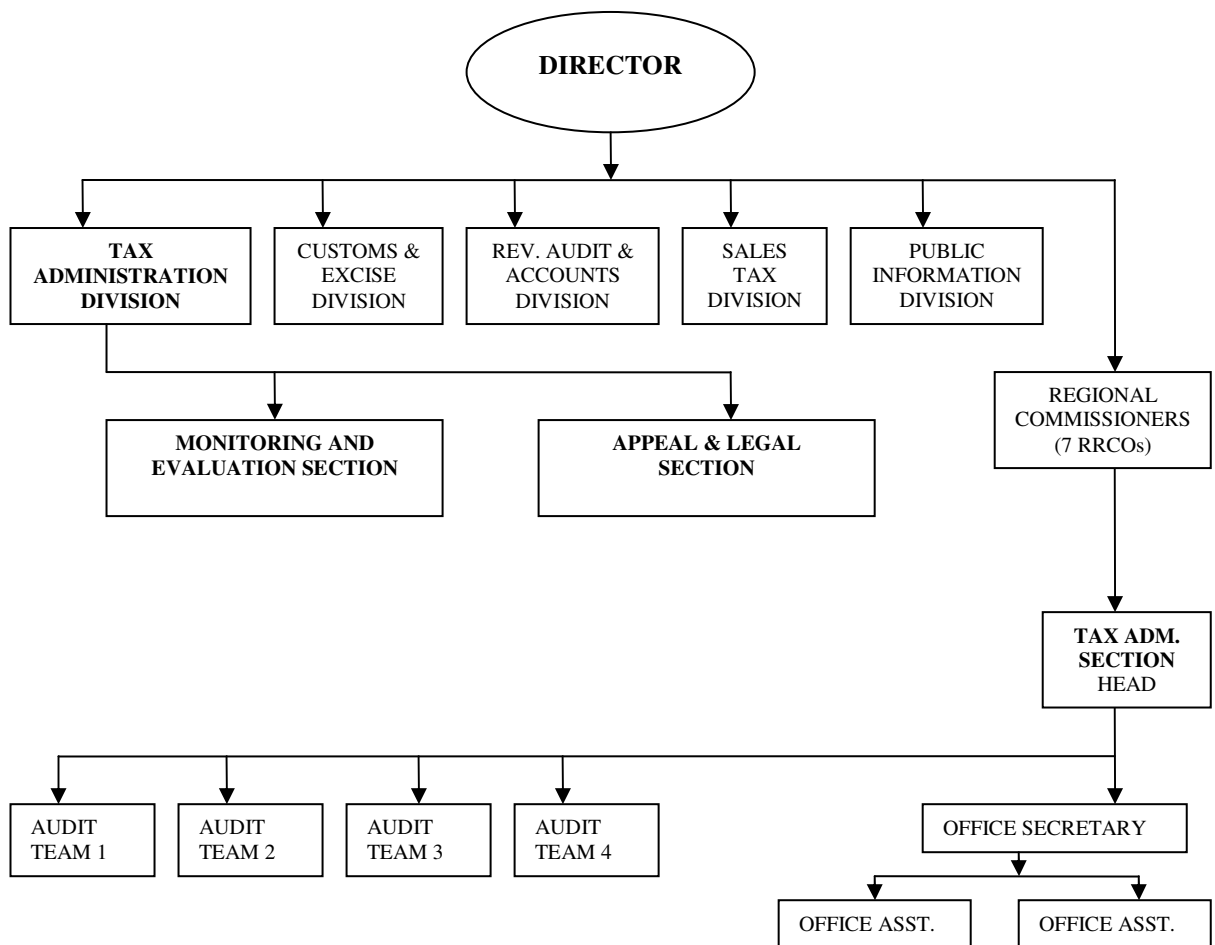 DIRECTOR
TAX
ADMINISTRATION
DIVISION
CUSTOMS &
EXCISE
DIVISION
REV. AUDIT &
ACCOUNTS
DIVISION
SALES
TAX
DIVISION
PUBLIC
INFORMATION
DIVISION
MONITORING AND
EVALUATION SECTION
APPEAL & LEGAL
SECTION
REGIONAL
COMMISSIONERS
(7 RRCOs)
TAX ADM.
SECTION
HEAD
AUDIT
TEAM 1
AUDIT
TEAM 2
AUDIT
TEAM 3
AUDIT
TEAM 4
OFFICE SECRETARY
OFFICE ASST.
OFFICE ASST.